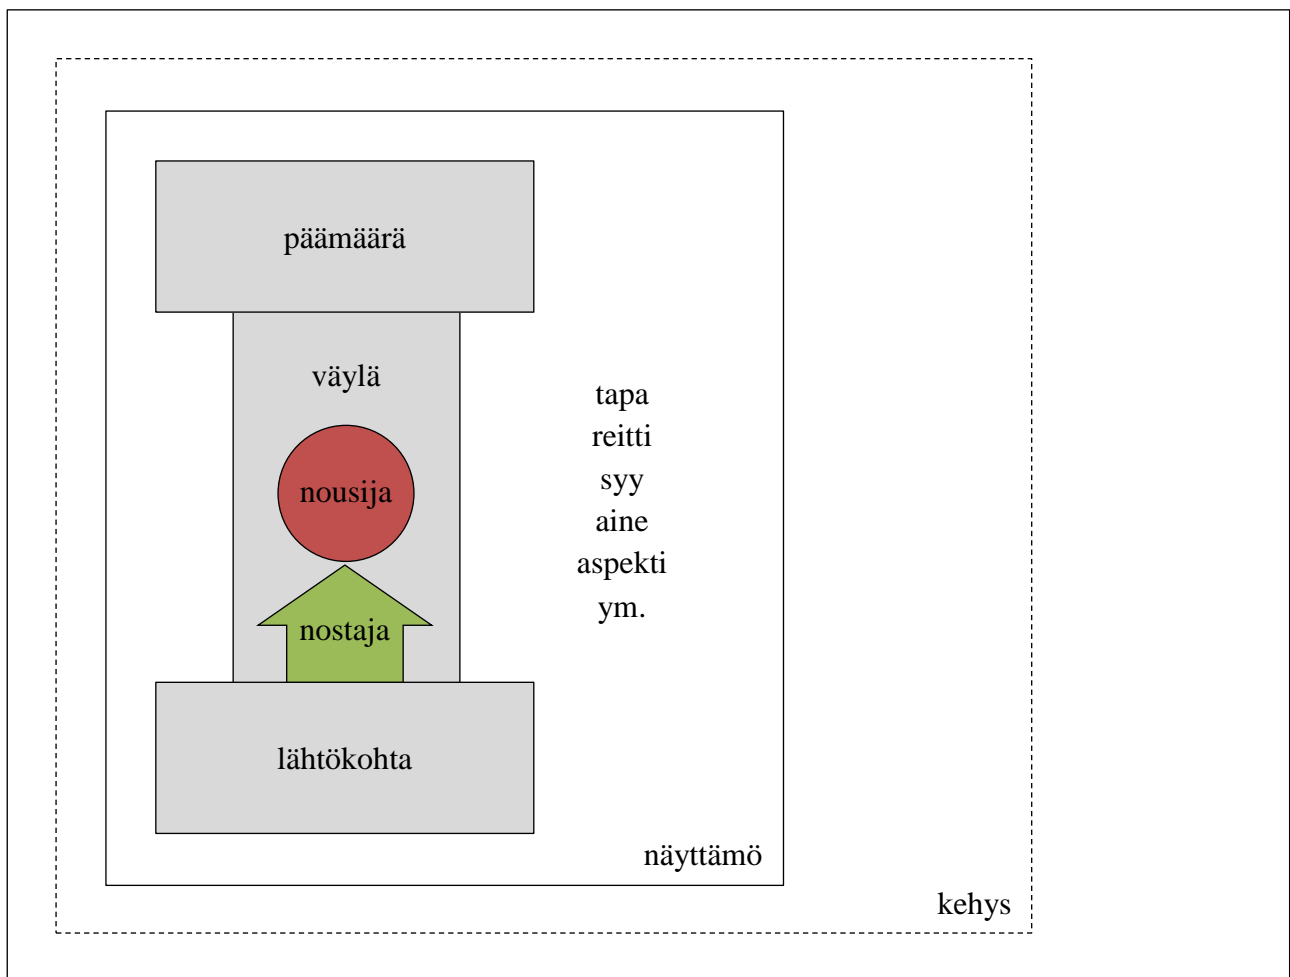 päämäärä
väylä
nousija
nostaja
lähtökohta
tapa
reitti
syy
aine
aspekti
ym.
näyttämö
kehys